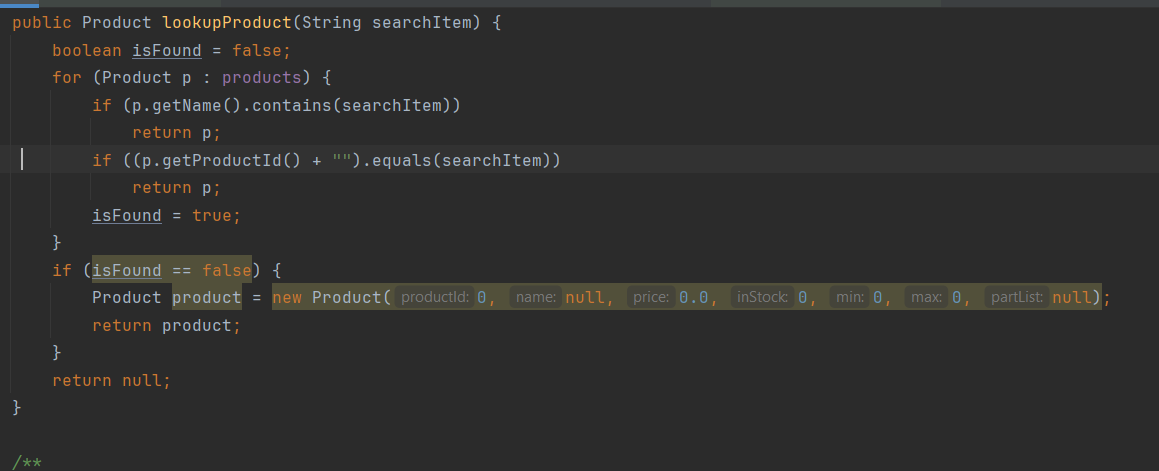 public Product lookupProduct(String searchItem) {
boolean isFound = false;
for (Product p : products) {
if (p.getName().contains(searchItem))
return p;
if ((p.getProductId() + "").equals(searchItem))
return p;
isFound = true;
}
if (isFound == false) {
Product product = new Product( productId: 0, name: null, price: 0.0, inStock: 0, min: 0, max: 0, partList: null);
return product;
}
return null;
}
/**